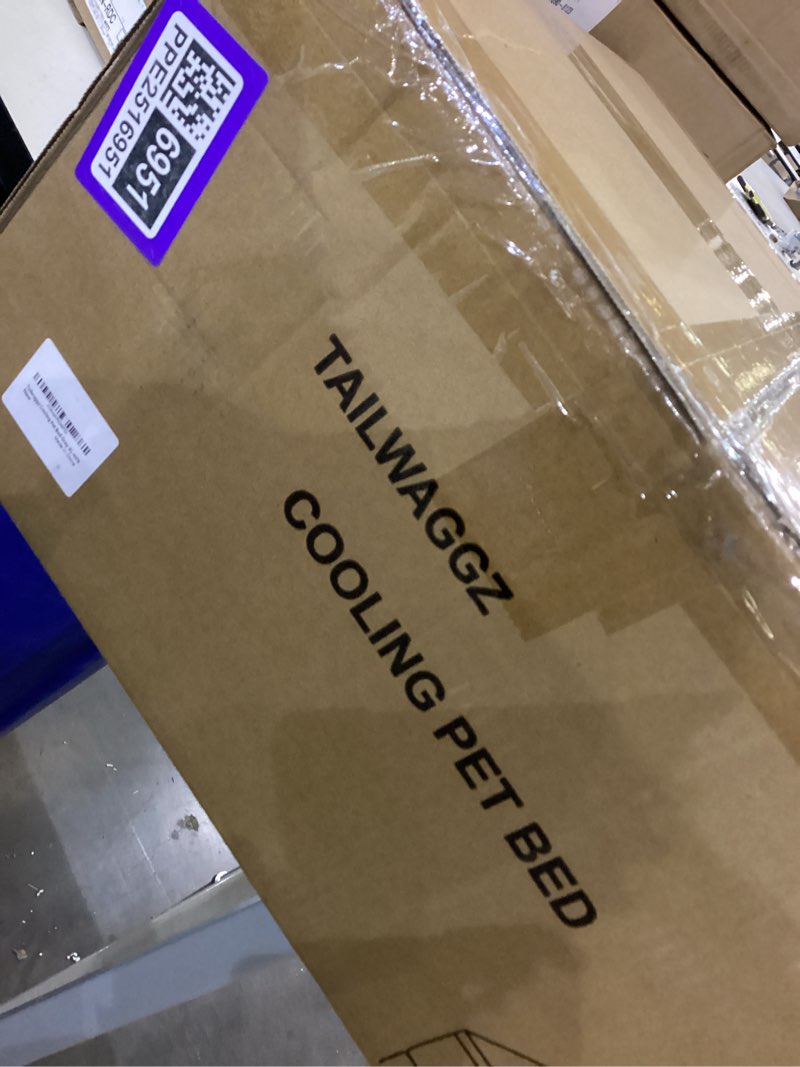 PPE2516951
6951
TAILWAGGZ
COOLING PET BED